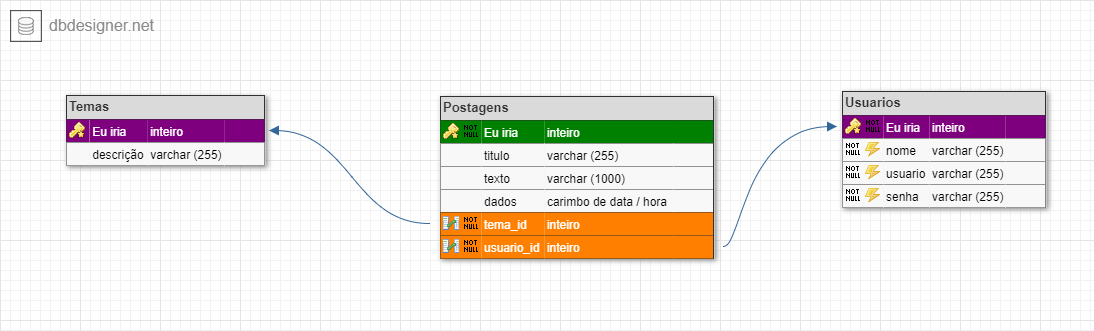 dbdesigner.net
Temas
NOT NULL Eu iria inteiro
descrição varchar (255)
Postagens
NOT NULL Eu iria inteiro
titulo varchar (255)
texto varchar (1000)
dados carimbo de data / hora
NOT NULL tema_id inteiro
NOT NULL usuario_id inteiro
Usuarios
NOT NULL Eu iria inteiro
NOT NULL nome varchar (255)
NOT NULL usuario varchar (255)
NOT NULL senha varchar (255)